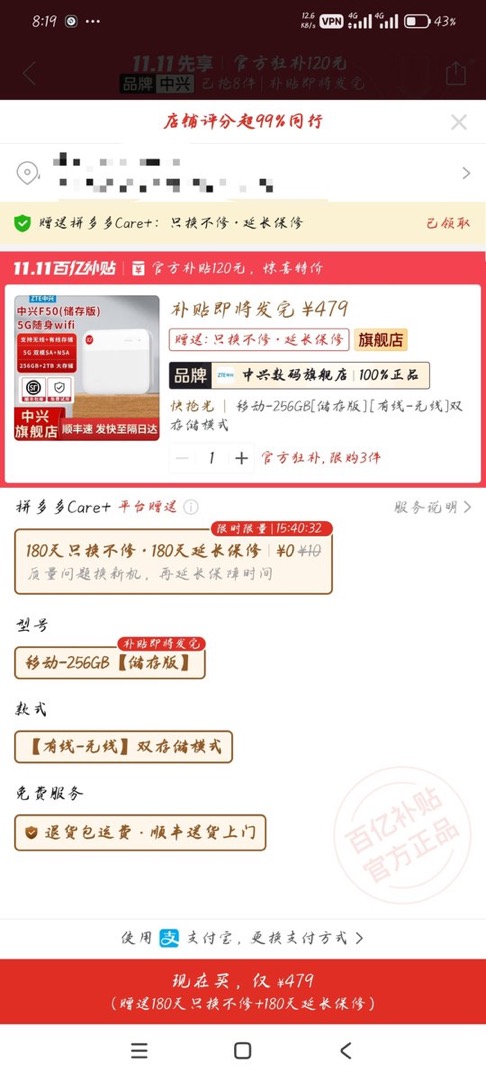 8:19
12.6
KB/s
VPN
4G
4G
43%
11.11先享 | 官方狂补120元
品牌 中兴 已抢8件 | 补贴即将发完
店铺评分超99%同行
赠送拼多多Care+：只换不修·延长保修 已领取
11.11百亿补贴 | 官方补贴120元，惊喜特价
ZTE中兴
中兴F50(储存版)
5G随身wifi
支持无线+有线存储
5G 双模SA+NSA
256GB+2TB 大存储
中兴
旗舰店
顺丰速 发快至隔日达
补贴即将发完 ¥479
赠送:只换不修·延长保修 旗舰店
品牌 中兴数码旗舰店 | 100%正品
快抢光 | 移动-256GB[储存版][有线-无线]双
存储模式
1 官方狂补，限购3件
拼多多Care+ 平台赠送 服务说明
限时限量 | 15:40:32
180天只换不修·180天延长保修 | ¥0 ¥10
质量问题换新机，再延长保障时间
型号
补贴即将发完
移动-256GB【储存版】
款式
【有线-无线】双存储模式
免费服务
退货包运费·顺丰送货上门
百亿补贴
官方正品
使用 支 支付宝，更换支付方式
现在买，仅 ¥479
(赠送180天只换不修+180天延长保修)